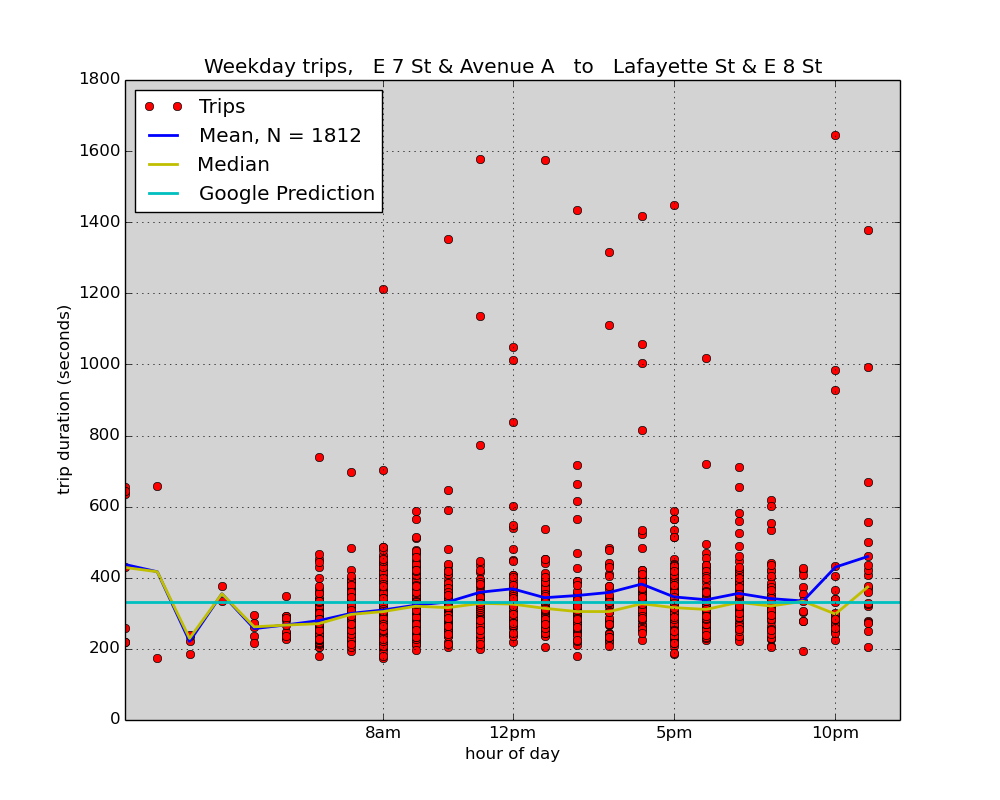 Weekday trips,   E 7 St & Avenue A   to   Lafayette St & E 8 St
1800
1600
1400
1200
1000
800
600
400
200
0
trip duration (seconds)
Trips
Mean, N = 1812
Median
Google Prediction
8am 12pm 5pm 10pm
hour of day